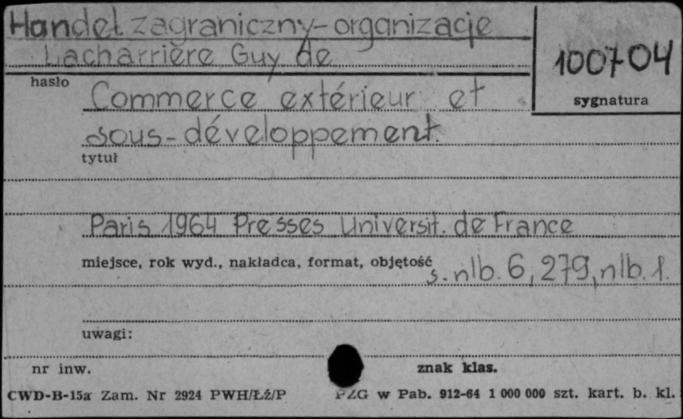 Handel zagraniczny-organizacje
Lacharrière Guy de
100704
hasło
sygnatura
Commerce extérieur et
sous-développement.
tytuł
Paris 1964 Presses Universit. de France
miejsce, rok wyd., nakładca, format, objętość
s. nlb. 6, 279, nlb. 1.
uwagi:
nr inw.
znak klas.
CWD-B-15a Zam. Nr 2924 PWH/Łź/P
PZG w Pab. 912-64 1 000 000 szt. kart. b. kl.